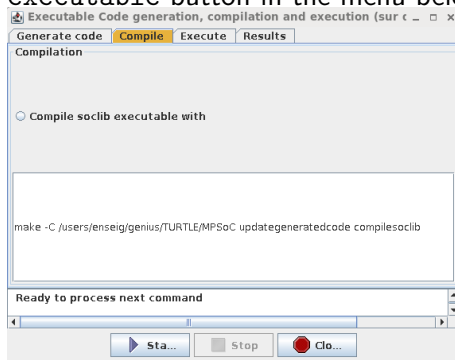 executable button in the menu bel
Executable Code generation, compilation and execution (sur c
Generate code Compile Execute Results
Compilation
Compile soclib executable with
make -C /users/enseig/genius/TURTLE/MPSoC updategeneratedcode compilesoclib
Ready to process next command
Sta... Stop Clo...